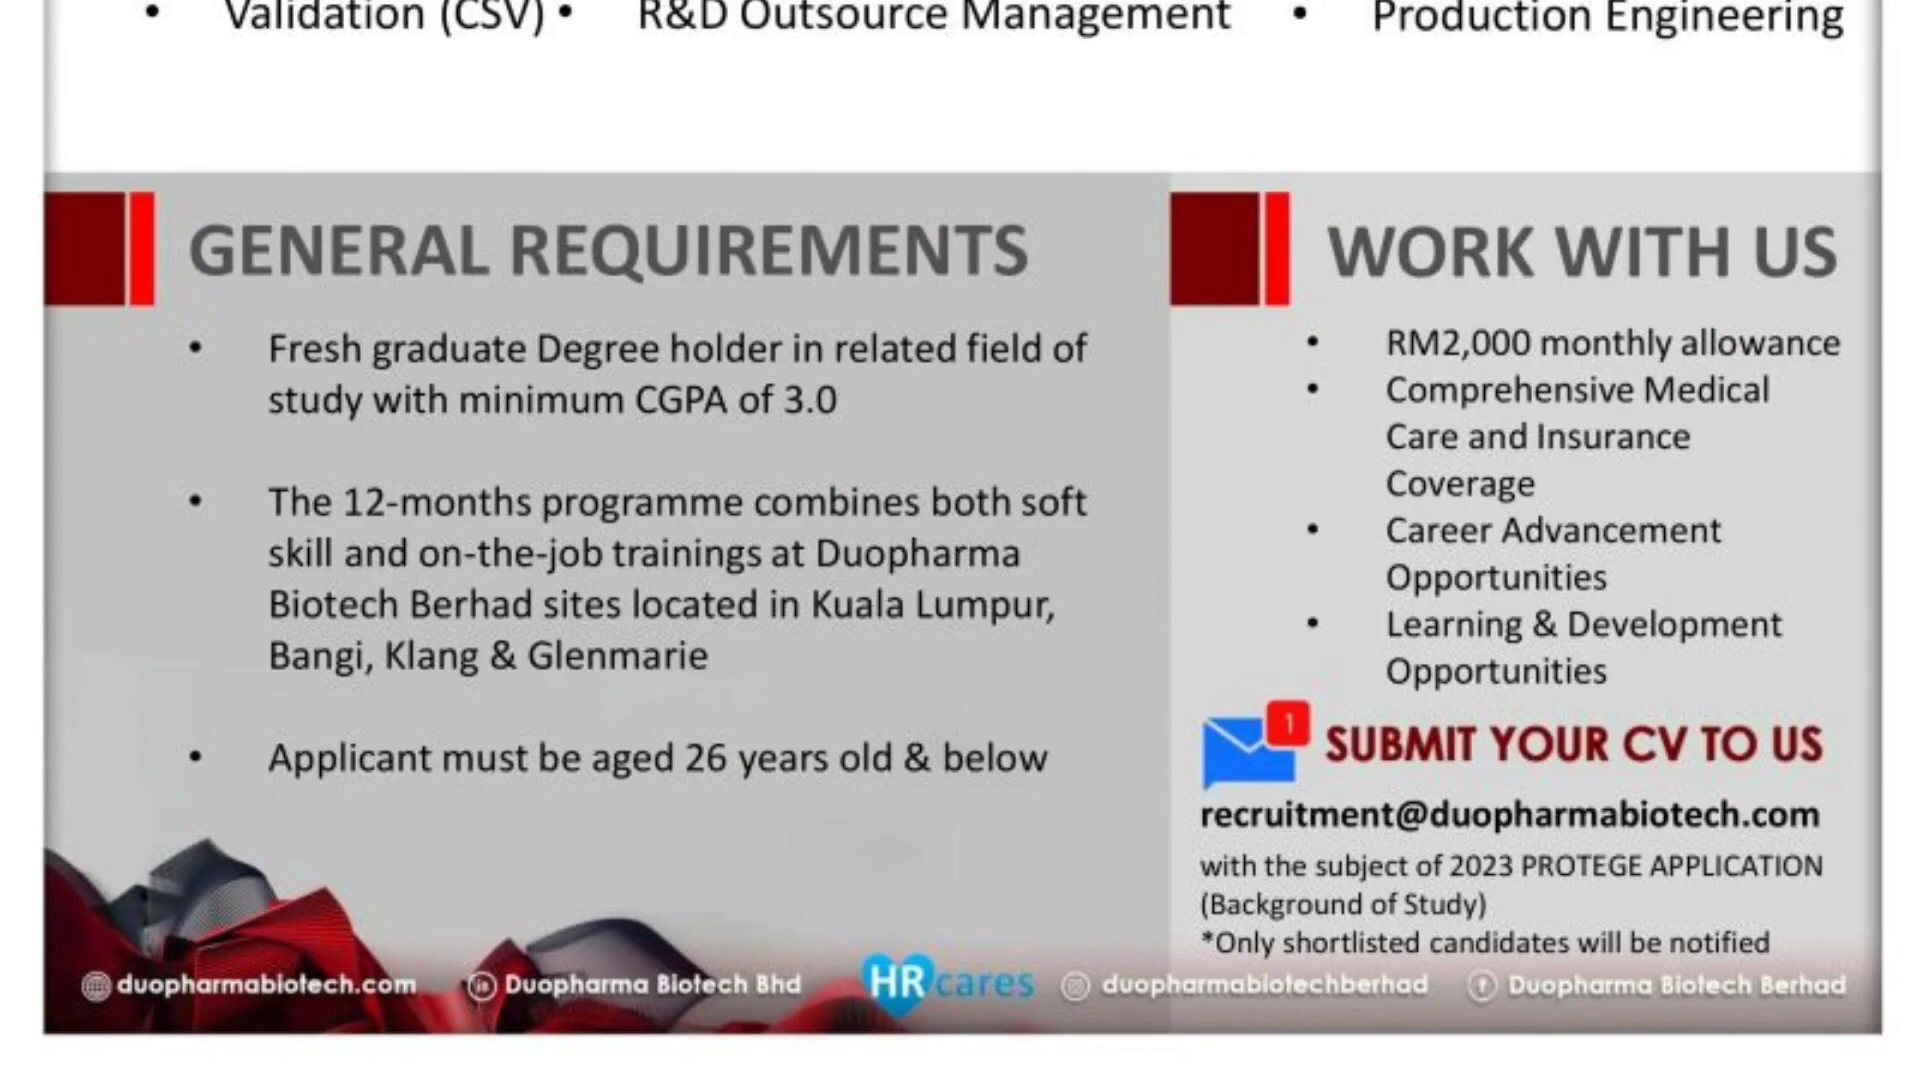 • Validation (CSV) • R&D Outsource Management • Production Engineering
GENERAL REQUIREMENTS
• Fresh graduate Degree holder in related field of
study with minimum CGPA of 3.0
• The 12-months programme combines both soft
skill and on-the-job trainings at Duopharma
Biotech Berhad sites located in Kuala Lumpur,
Bangi, Klang & Glenmarie
• Applicant must be aged 26 years old & below
WORK WITH US
• RM2,000 monthly allowance
• Comprehensive Medical
Care and Insurance
Coverage
• Career Advancement
Opportunities
• Learning & Development
Opportunities
1
SUBMIT YOUR CV TO US
recruitment@duopharmabiotech.com
with the subject of 2023 PROTEGE APPLICATION
(Background of Study)
*Only shortlisted candidates will be notified
duopharmabiotech.com in Duopharma Biotech Bhd HRcares duopharmabiotechberhad f Duopharma Biotech Berhad